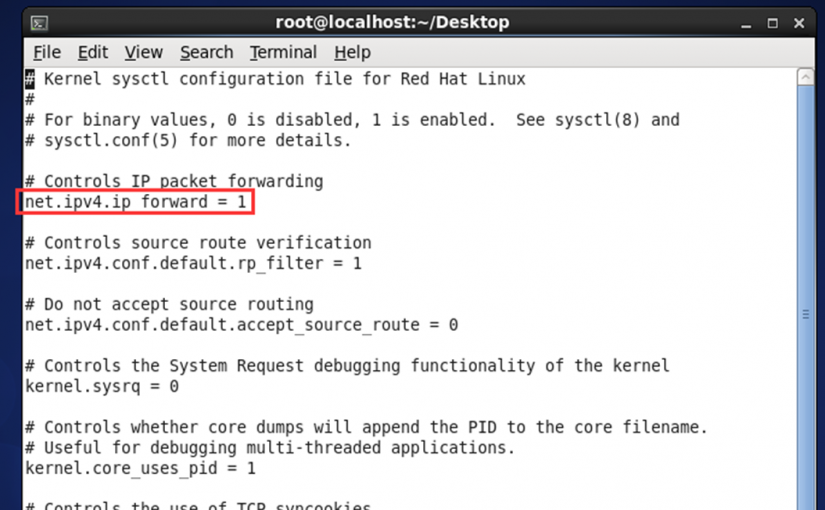 root@localhost:~/Desktop
File Edit View Search Terminal Help
# Kernel sysctl configuration file for Red Hat Linux
#
# For binary values, 0 is disabled, 1 is enabled.  See sysctl(8) and
# sysctl.conf(5) for more details.
# Controls IP packet forwarding
net.ipv4.ip_forward = 1
# Controls source route verification
net.ipv4.conf.default.rp_filter = 1
# Do not accept source routing
net.ipv4.conf.default.accept_source_route = 0
# Controls the System Request debugging functionality of the kernel
kernel.sysrq = 0
# Controls whether core dumps will append the PID to the core filename.
# Useful for debugging multi-threaded applications.
kernel.core_uses_pid = 1
# Controls the use of TCP syncookies